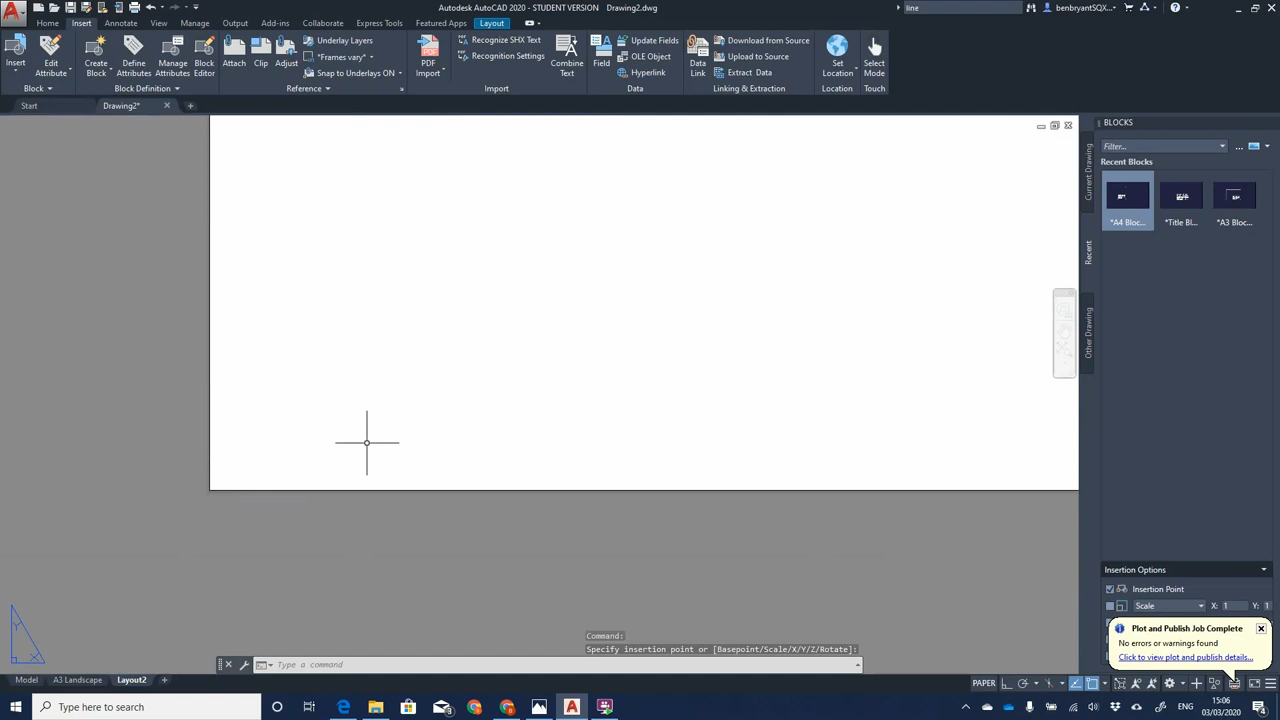 Autodesk AutoCAD 2020 - STUDENT VERSION Drawing2.dwg
line
benbryantSQX...
Home Insert Annotate View Manage Output Add-ins Collaborate Express Tools Featured Apps Layout
Insert
Edit Attribute
Create Block
Define Attributes
Manage Attributes
Block Editor
Attach
Clip
Adjust
Underlay Layers
*Frames vary*
Snap to Underlays ON
PDF Import
Recognize SHX Text
Recognition Settings
Combine Text
Field
Update Fields
OLE Object
Hyperlink
Data Link
Download from Source
Upload to Source
Extract Data
Set Location
Select Mode
Block Block Definition Reference Import Data Linking & Extraction Location Touch
Start Drawing2*
BLOCKS
Filter...
Recent Blocks
*A4 Bloc... *Title Bl... *A3 Bloc...
Current Drawing
Recent
Other Drawing
Insertion Options
Insertion Point
Scale X: 1 Y: 1
Plot and Publish Job Complete
No errors or warnings found
Click to view plot and publish details...
Y
X
Command:
Specify insertion point or [Basepoint/Scale/X/Y/Z/Rotate]:
Type a command
Model A3 Landscape Layout2
PAPER
Type here to search
3
8
ENG
15:06
03/03/2020